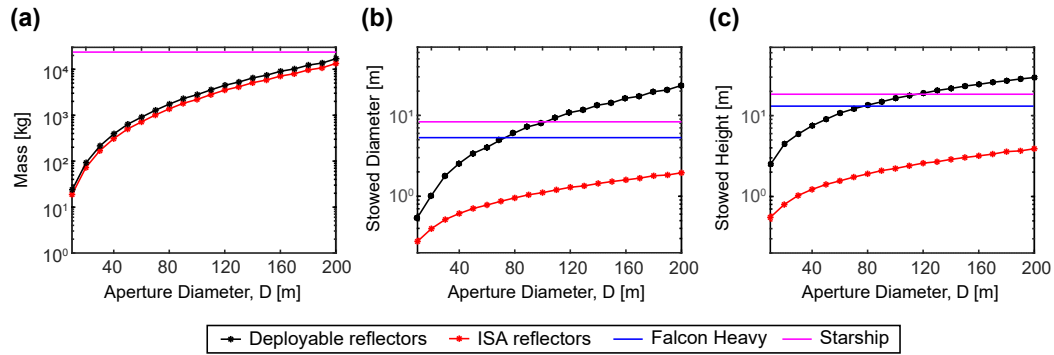 (a)
Mass [kg]
10^4
10^3
10^2
10^1
10^0
40 80 120 160 200
Aperture Diameter, D [m]
(b)
Stowed Diameter [m]
10^1
10^0
40 80 120 160 200
Aperture Diameter, D [m]
(c)
Stowed Height [m]
10^1
10^0
40 80 120 160 200
Aperture Diameter, D [m]
Deployable reflectors ISA reflectors Falcon Heavy Starship